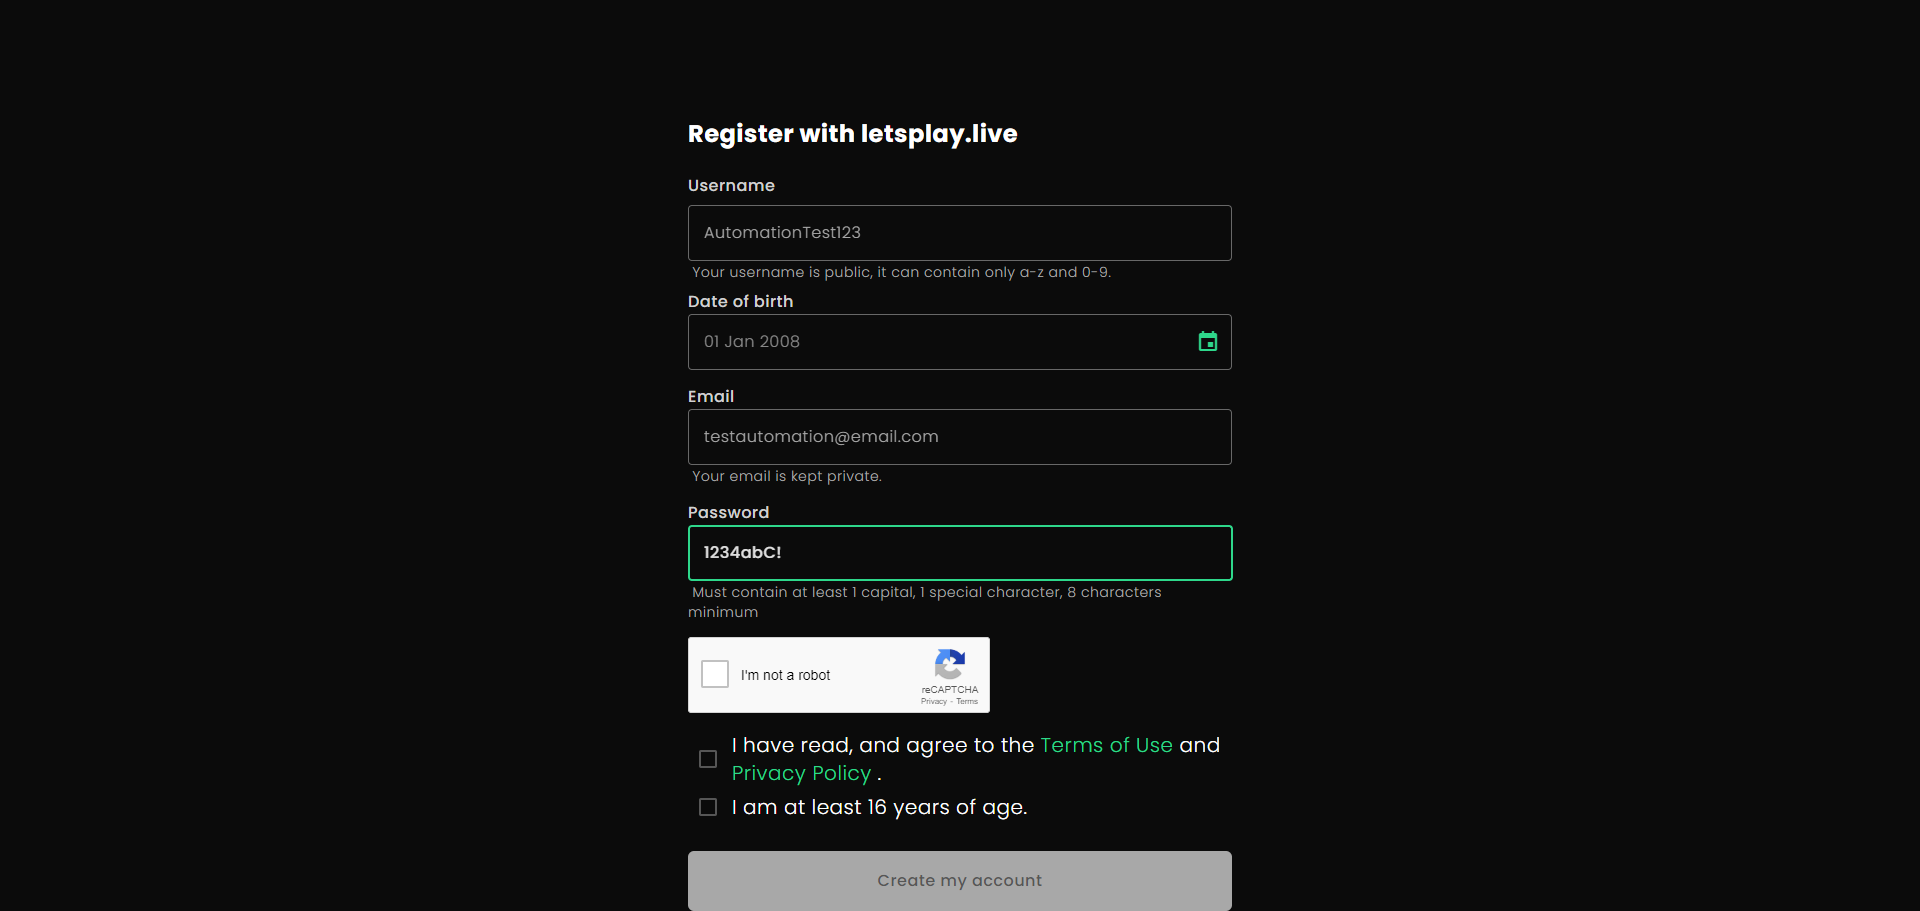 Register with letsplay.live
Username
AutomationTest123
Your username is public, it can contain only a-z and 0-9.
Date of birth
01 Jan 2008
Email
testautomation@email.com
Your email is kept private.
Password
1234abC!
Must contain at least 1 capital, 1 special character, 8 characters
minimum
I'm not a robot
reCAPTCHA
Privacy - Terms
I have read, and agree to the Terms of Use and
Privacy Policy .
I am at least 16 years of age.
Create my account